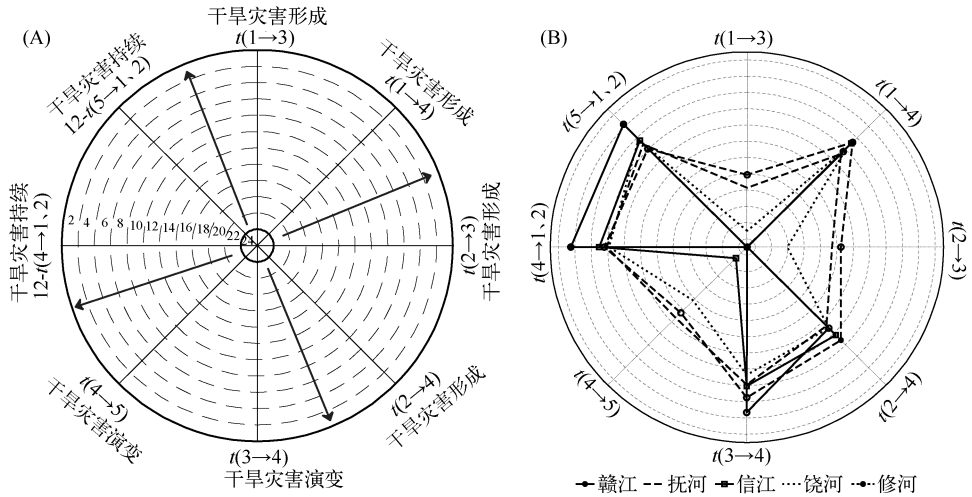 (A)
干旱灾害形成
t(1→3)
干旱灾害形成
t(1→4)
t(2→3)
干旱灾害形成
t(2→4)
干旱灾害形成
t(3→4)
干旱灾害演变
t(4→5)
干旱灾害演变
干旱灾害持续
12-t(4→1、2)
干旱灾害持续
12-t(5→1、2)
2 4 6 8 10 12 14 16 18 20 22 24
(B)
t(1→3)
t(1→4)
t(2→3)
t(2→4)
t(3→4)
t(4→5)
t(4→1、2)
t(5→1、2)
赣江 抚河 信江 饶河 修河